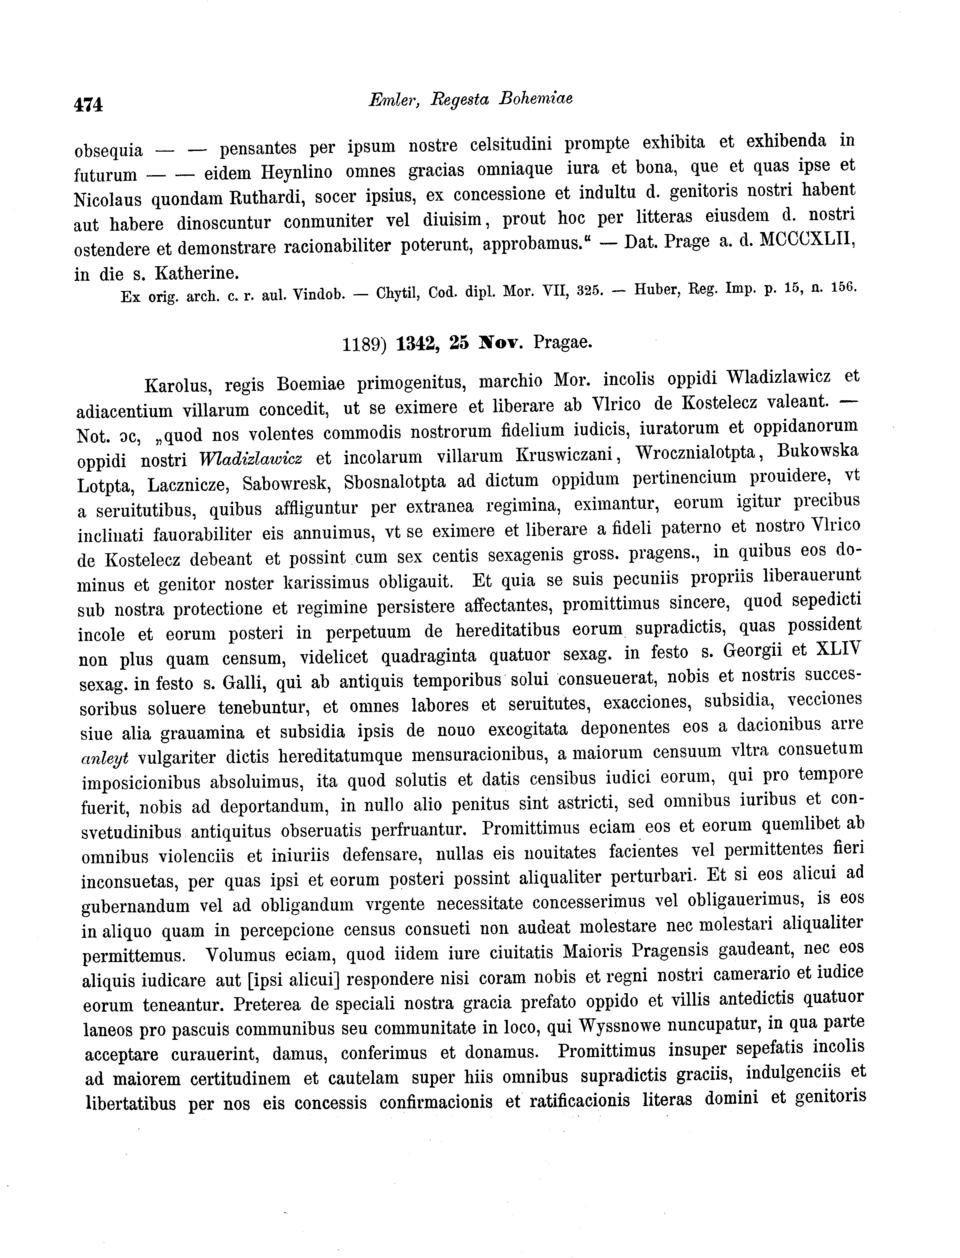 474 Emler, Regesta Bohemiae
obsequia — — pensantes per ipsum nostre celsitudini prompte exhibita et exhibenda in
futurum — — eidem Heynlino omnes gracias omniaque iura et bona, que et quas ipse et
Nicolaus quondam Ruthardi, socer ipsius, ex concessione et indultu d. genitoris nostri habent
aut habere dinoscuntur conmuniter vel diuisim, prout hoc per litteras eiusdem d. nostri
ostendere et demonstrare racionabiliter poterunt, approbamus.“ — Dat. Prage a. d. MCCCXLII,
in die s. Katherine.
Ex orig. arch. c. r. aul. Vindob. — Chytil, Cod. dipl. Mor. VII, 325. — Huber, Reg. Imp. p. 15, n. 156.
1189) 1342, 25 Nov. Pragae.
Karolus, regis Boemiae primogenitus, marchio Mor. incolis oppidi Wladizlawicz et
adiacentium villarum concedit, ut se eximere et liberare ab Vlrico de Kostelecz valeant. —
Not. ɔc, „quod nos volentes commodis nostrorum fidelium iudicis, iuratorum et oppidanorum
oppidi nostri Wladizlawicz et incolarum villarum Kruswiczani, Wrocznialotpta, Bukowska
Lotpta, Lacznicze, Sabowresk, Sbosnalotpta ad dictum oppidum pertinencium prouidere, vt
a seruitutibus, quibus affliguntur per extranea regimina, eximantur, eorum igitur precibus
inclinati fauorabiliter eis annuimus, vt se eximere et liberare a fideli paterno et nostro Vlrico
de Kostelecz debeant et possint cum sex centis sexagenis gross. pragens., in quibus eos do-
minus et genitor noster karissimus obligauit. Et quia se suis pecuniis propriis liberauerunt
sub nostra protectione et regimine persistere affectantes, promittimus sincere, quod sepedicti
incole et eorum posteri in perpetuum de hereditatibus eorum supradictis, quas possident
non plus quam censum, videlicet quadraginta quatuor sexag. in festo s. Georgii et XLIV
sexag. in festo s. Galli, qui ab antiquis temporibus solui consueuerat, nobis et nostris succes-
soribus soluere tenebuntur, et omnes labores et seruitutes, exacciones, subsidia, vecciones
siue alia grauamina et subsidia ipsis de nouo excogitata deponentes eos a dacionibus arre
anleyt vulgariter dictis hereditatumque mensuracionibus, a maiorum censuum vltra consuetum
imposicionibus absoluimus, ita quod solutis et datis censibus iudici eorum, qui pro tempore
fuerit, nobis ad deportandum, in nullo alio penitus sint astricti, sed omnibus iuribus et con-
svetudinibus antiquitus obseruatis perfruantur. Promittimus eciam eos et eorum quemlibet ab
omnibus violenciis et iniuriis defensare, nullas eis nouitates facientes vel permittentes fieri
inconsuetas, per quas ipsi et eorum posteri possint aliqualiter perturbari. Et si eos alicui ad
gubernandum vel ad obligandum vrgente necessitate concesserimus vel obligauerimus, is eos
in aliquo quam in percepcione census consueti non audeat molestare nec molestari aliqualiter
permittemus. Volumus eciam, quod iidem iure ciuitatis Maioris Pragensis gaudeant, nec eos
aliquis iudicare aut [ipsi alicui] respondere nisi coram nobis et regni nostri camerario et iudice
eorum teneantur. Preterea de speciali nostra gracia prefato oppido et villis antedictis quatuor
laneos pro pascuis communibus seu communitate in loco, qui Wyssnowe nuncupatur, in qua parte
acceptare curauerint, damus, conferimus et donamus. Promittimus insuper sepefatis incolis
ad maiorem certitudinem et cautelam super hiis omnibus supradictis graciis, indulgenciis et
libertatibus per nos eis concessis confirmacionis et ratificacionis literas domini et genitoris